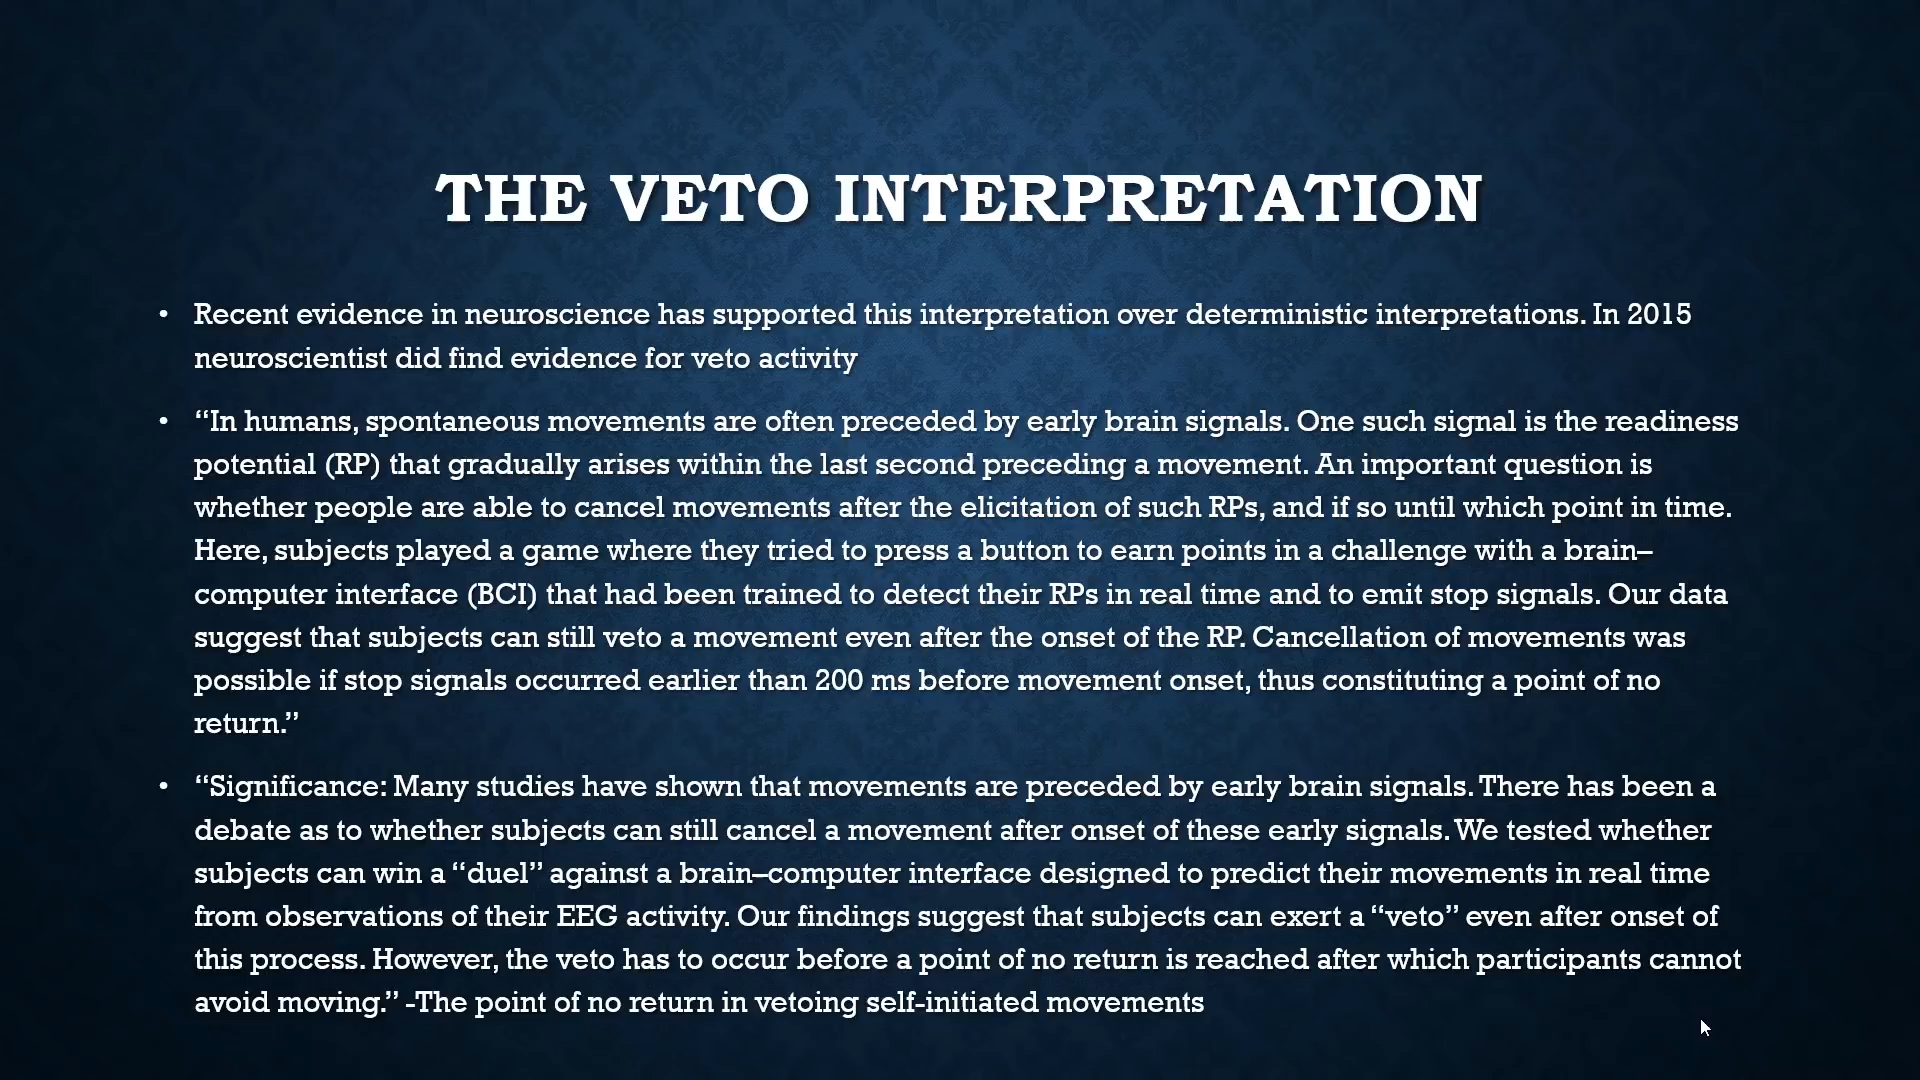 THE VETO INTERPRETATION
• Recent evidence in neuroscience has supported this interpretation over deterministic interpretations. In 2015
neuroscientist did find evidence for veto activity
• “In humans, spontaneous movements are often preceded by early brain signals. One such signal is the readiness
potential (RP) that gradually arises within the last second preceding a movement. An important question is
whether people are able to cancel movements after the elicitation of such RPs, and if so until which point in time.
Here, subjects played a game where they tried to press a button to earn points in a challenge with a brain–
computer interface (BCI) that had been trained to detect their RPs in real time and to emit stop signals. Our data
suggest that subjects can still veto a movement even after the onset of the RP. Cancellation of movements was
possible if stop signals occurred earlier than 200 ms before movement onset, thus constituting a point of no
return.”
• “Significance: Many studies have shown that movements are preceded by early brain signals. There has been a
debate as to whether subjects can still cancel a movement after onset of these early signals. We tested whether
subjects can win a “duel” against a brain–computer interface designed to predict their movements in real time
from observations of their EEG activity. Our findings suggest that subjects can exert a “veto” even after onset of
this process. However, the veto has to occur before a point of no return is reached after which participants cannot
avoid moving.” -The point of no return in vetoing self-initiated movements